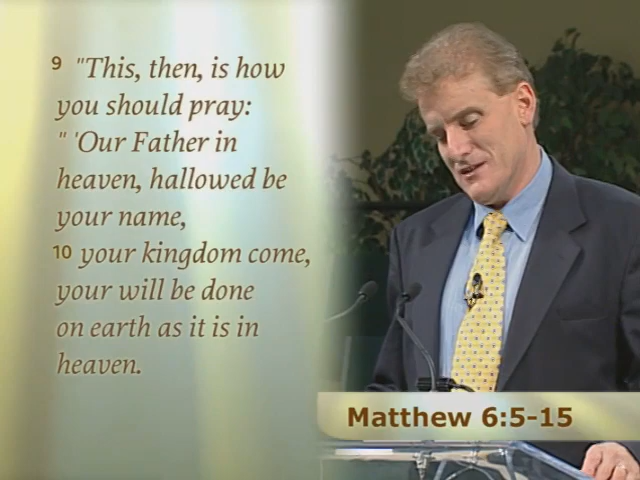 9 "This, then, is how
you should pray:
" 'Our Father in
heaven, hallowed be
your name,
10 your kingdom come,
your will be done
on earth as it is in
heaven.
Matthew 6:5-15